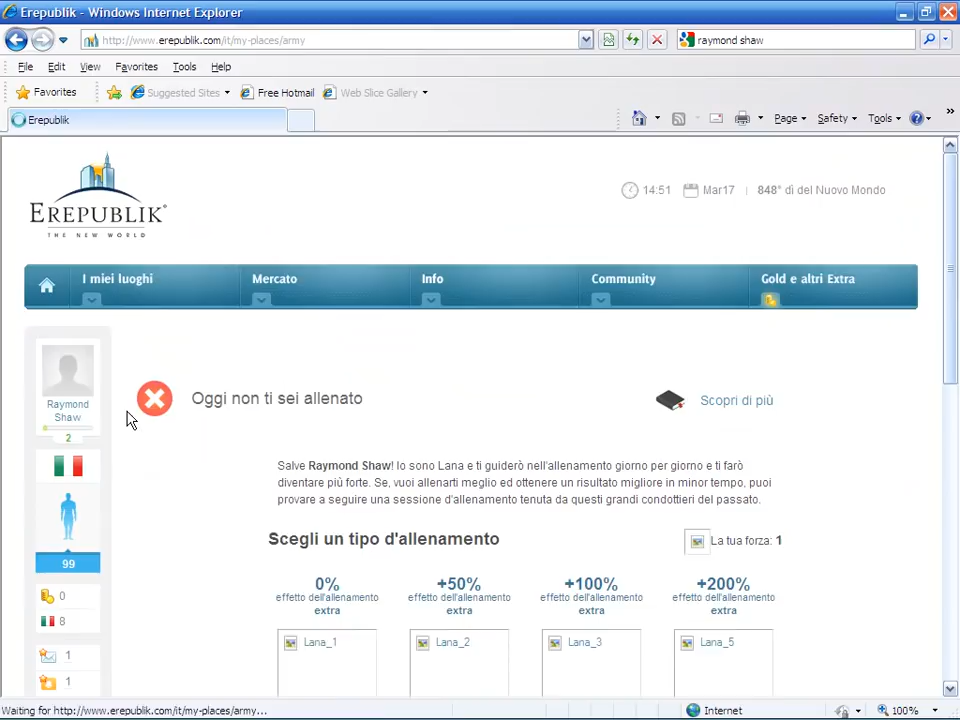 Erepublik - Windows Internet Explorer
http://www.erepublik.com/it/my-places/army
raymond shaw
File Edit View Favorites Tools Help
Favorites Suggested Sites Free Hotmail Web Slice Gallery
Erepublik
Page Safety Tools »
EREPUBLIK
THE NEW WORLD
14:51 Mar17 848° dì del Nuovo Mondo
I miei luoghi Mercato Info Community Gold e altri Extra
Raymond
Shaw
2
99
0
8
1
1
Oggi non ti sei allenato
Scopri di più
Salve Raymond Shaw! Io sono Lana e ti guiderò nell'allenamento giorno per giorno e ti farò
diventare più forte. Se, vuoi allenarti meglio ed ottenere un risultato migliore in minor tempo, puoi
provare a seguire una sessione d'allenamento tenuta da questi grandi condottieri del passato.
Scegli un tipo d'allenamento
La tua forza: 1
0% +50% +100% +200%
effetto dell'allenamento effetto dell'allenamento effetto dell'allenamento effetto dell'allenamento
extra extra extra extra
Lana_1 Lana_2 Lana_3 Lana_5
Waiting for http://www.erepublik.com/it/my-places/army...
Internet
100%